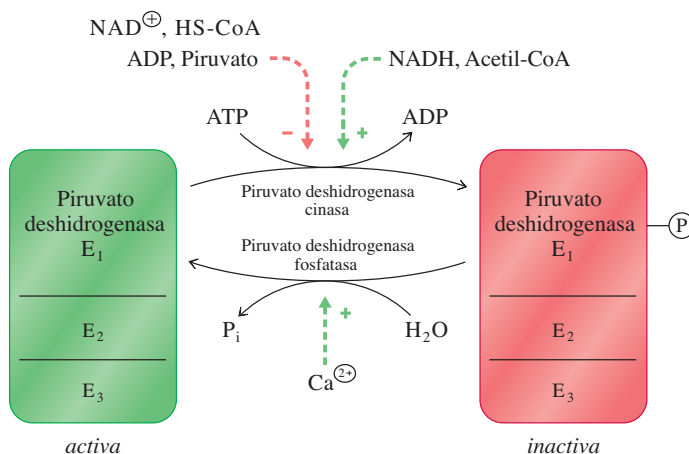 NAD⊕, HS-CoA
ADP, Piruvato
NADH, Acetil-CoA
ATP
ADP
−
+
Piruvato deshidrogenasa
cinasa
Piruvato
deshidrogenasa
E₁
E₂
E₃
activa
Piruvato deshidrogenasa
fosfatasa
Pᵢ
H₂O
+
Ca²⁺
Piruvato
deshidrogenasa
E₁
P
E₂
E₃
inactiva